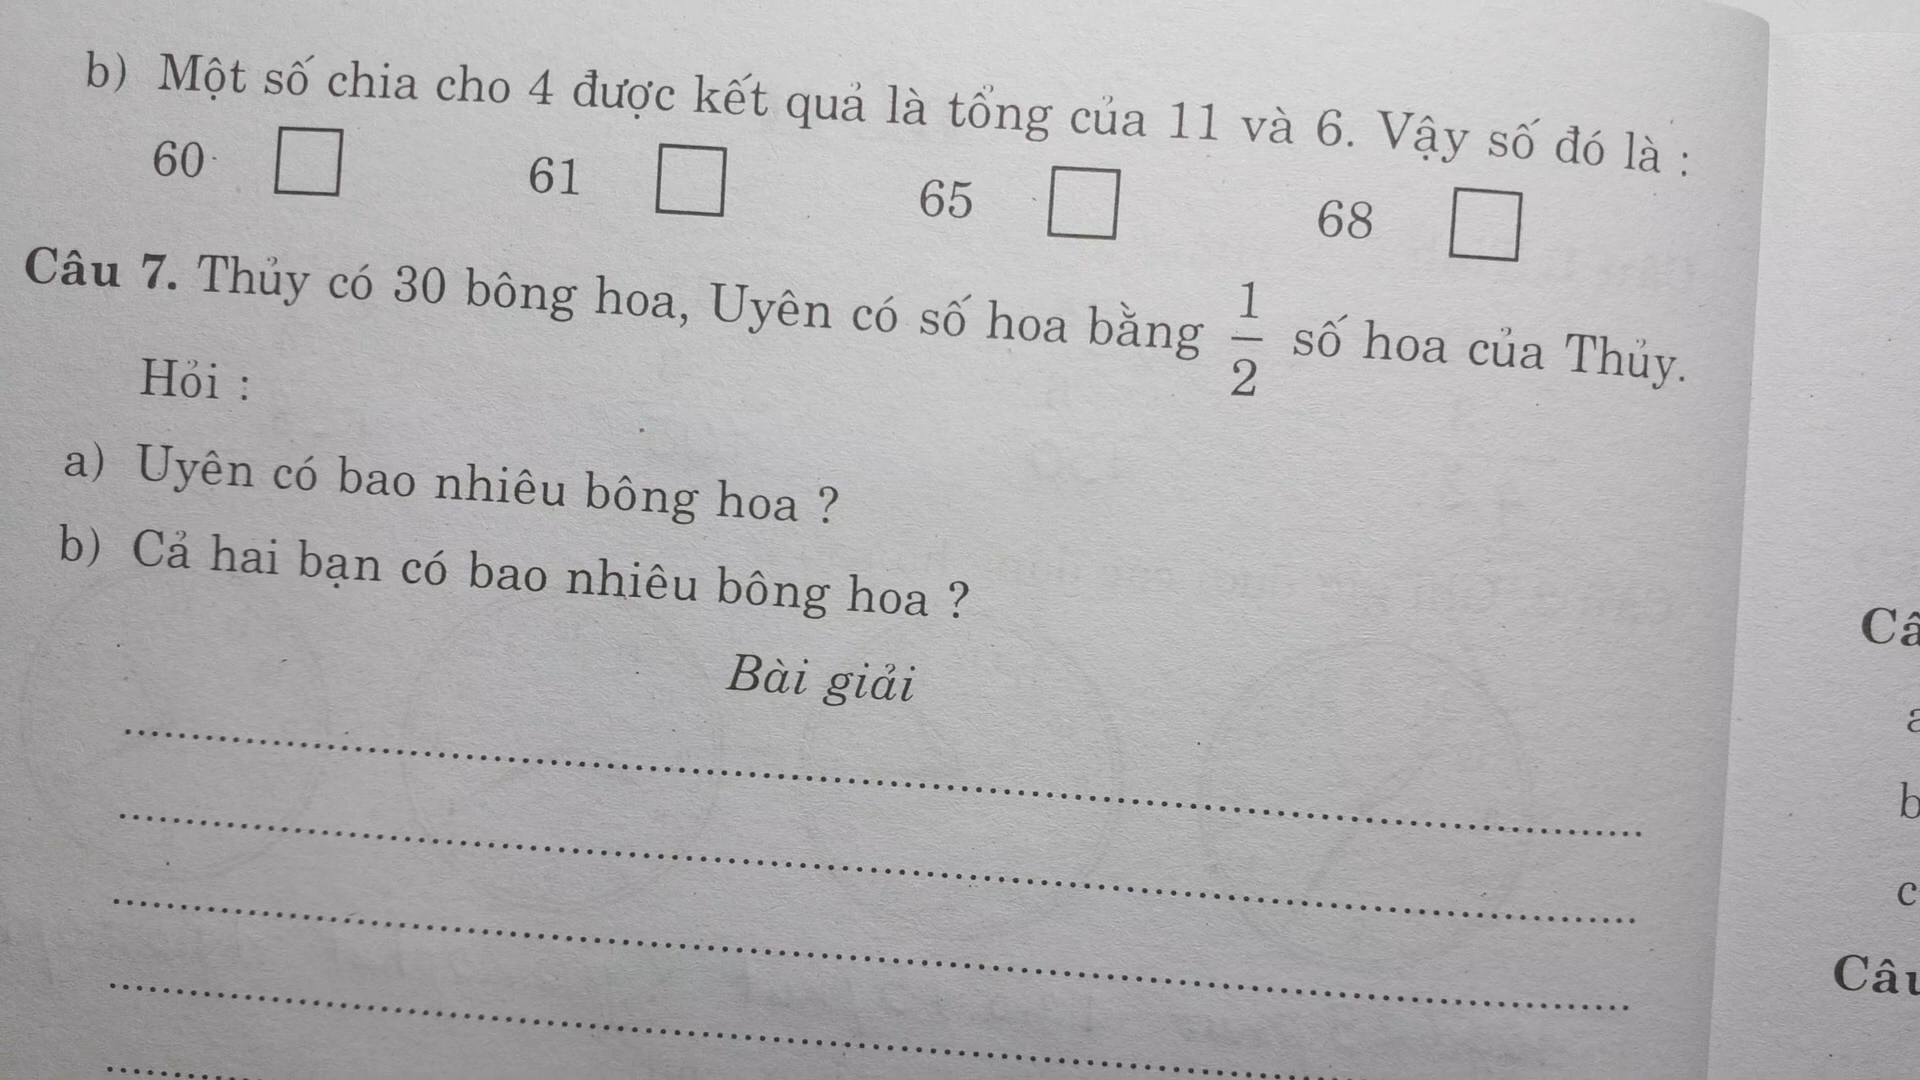 b) Một số chia cho 4 được kết quả là tổng của 11 và 6. Vậy số đó là :
60 61 65 68
Câu 7. Thủy có 30 bông hoa, Uyên có số hoa bằng 1/2 số hoa của Thủy.
Hỏi :
a) Uyên có bao nhiêu bông hoa ?
b) Cả hai bạn có bao nhiêu bông hoa ?
Bài giải